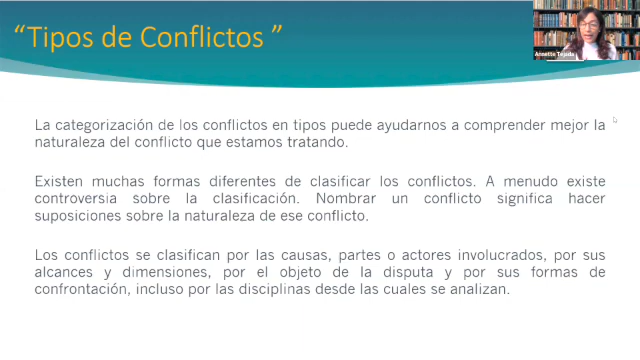 “Tipos de Conflictos ”
Annette Tejada
La categorización de los conflictos en tipos puede ayudarnos a comprender mejor la
naturaleza del conflicto que estamos tratando.
Existen muchas formas diferentes de clasificar los conflictos. A menudo existe
controversia sobre la clasificación. Nombrar un conflicto significa hacer
suposiciones sobre la naturaleza de ese conflicto.
Los conflictos se clasifican por las causas, partes o actores involucrados, por sus
alcances y dimensiones, por el objeto de la disputa y por sus formas de
confrontación, incluso por las disciplinas desde las cuales se analizan.